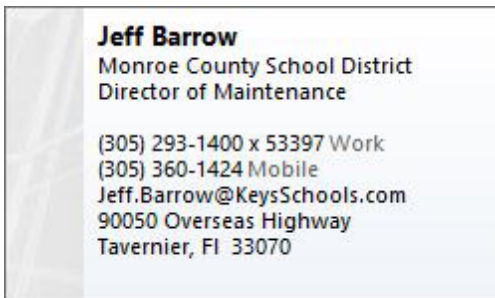 Jeff Barrow
Monroe County School District
Director of Maintenance
(305) 293-1400 x 53397 Work
(305) 360-1424 Mobile
Jeff.Barrow@KeysSchools.com
90050 Overseas Highway
Tavernier, Fl  33070